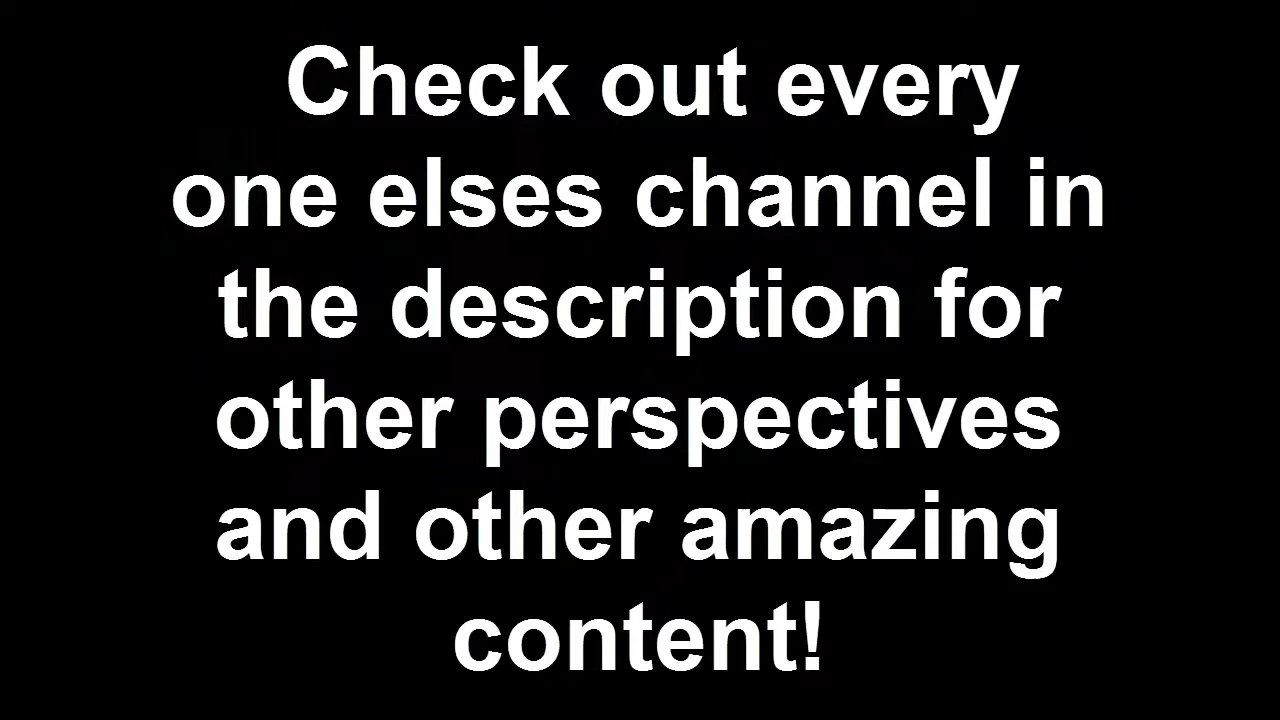 Check out every
one elses channel in
the description for
other perspectives
and other amazing
content!